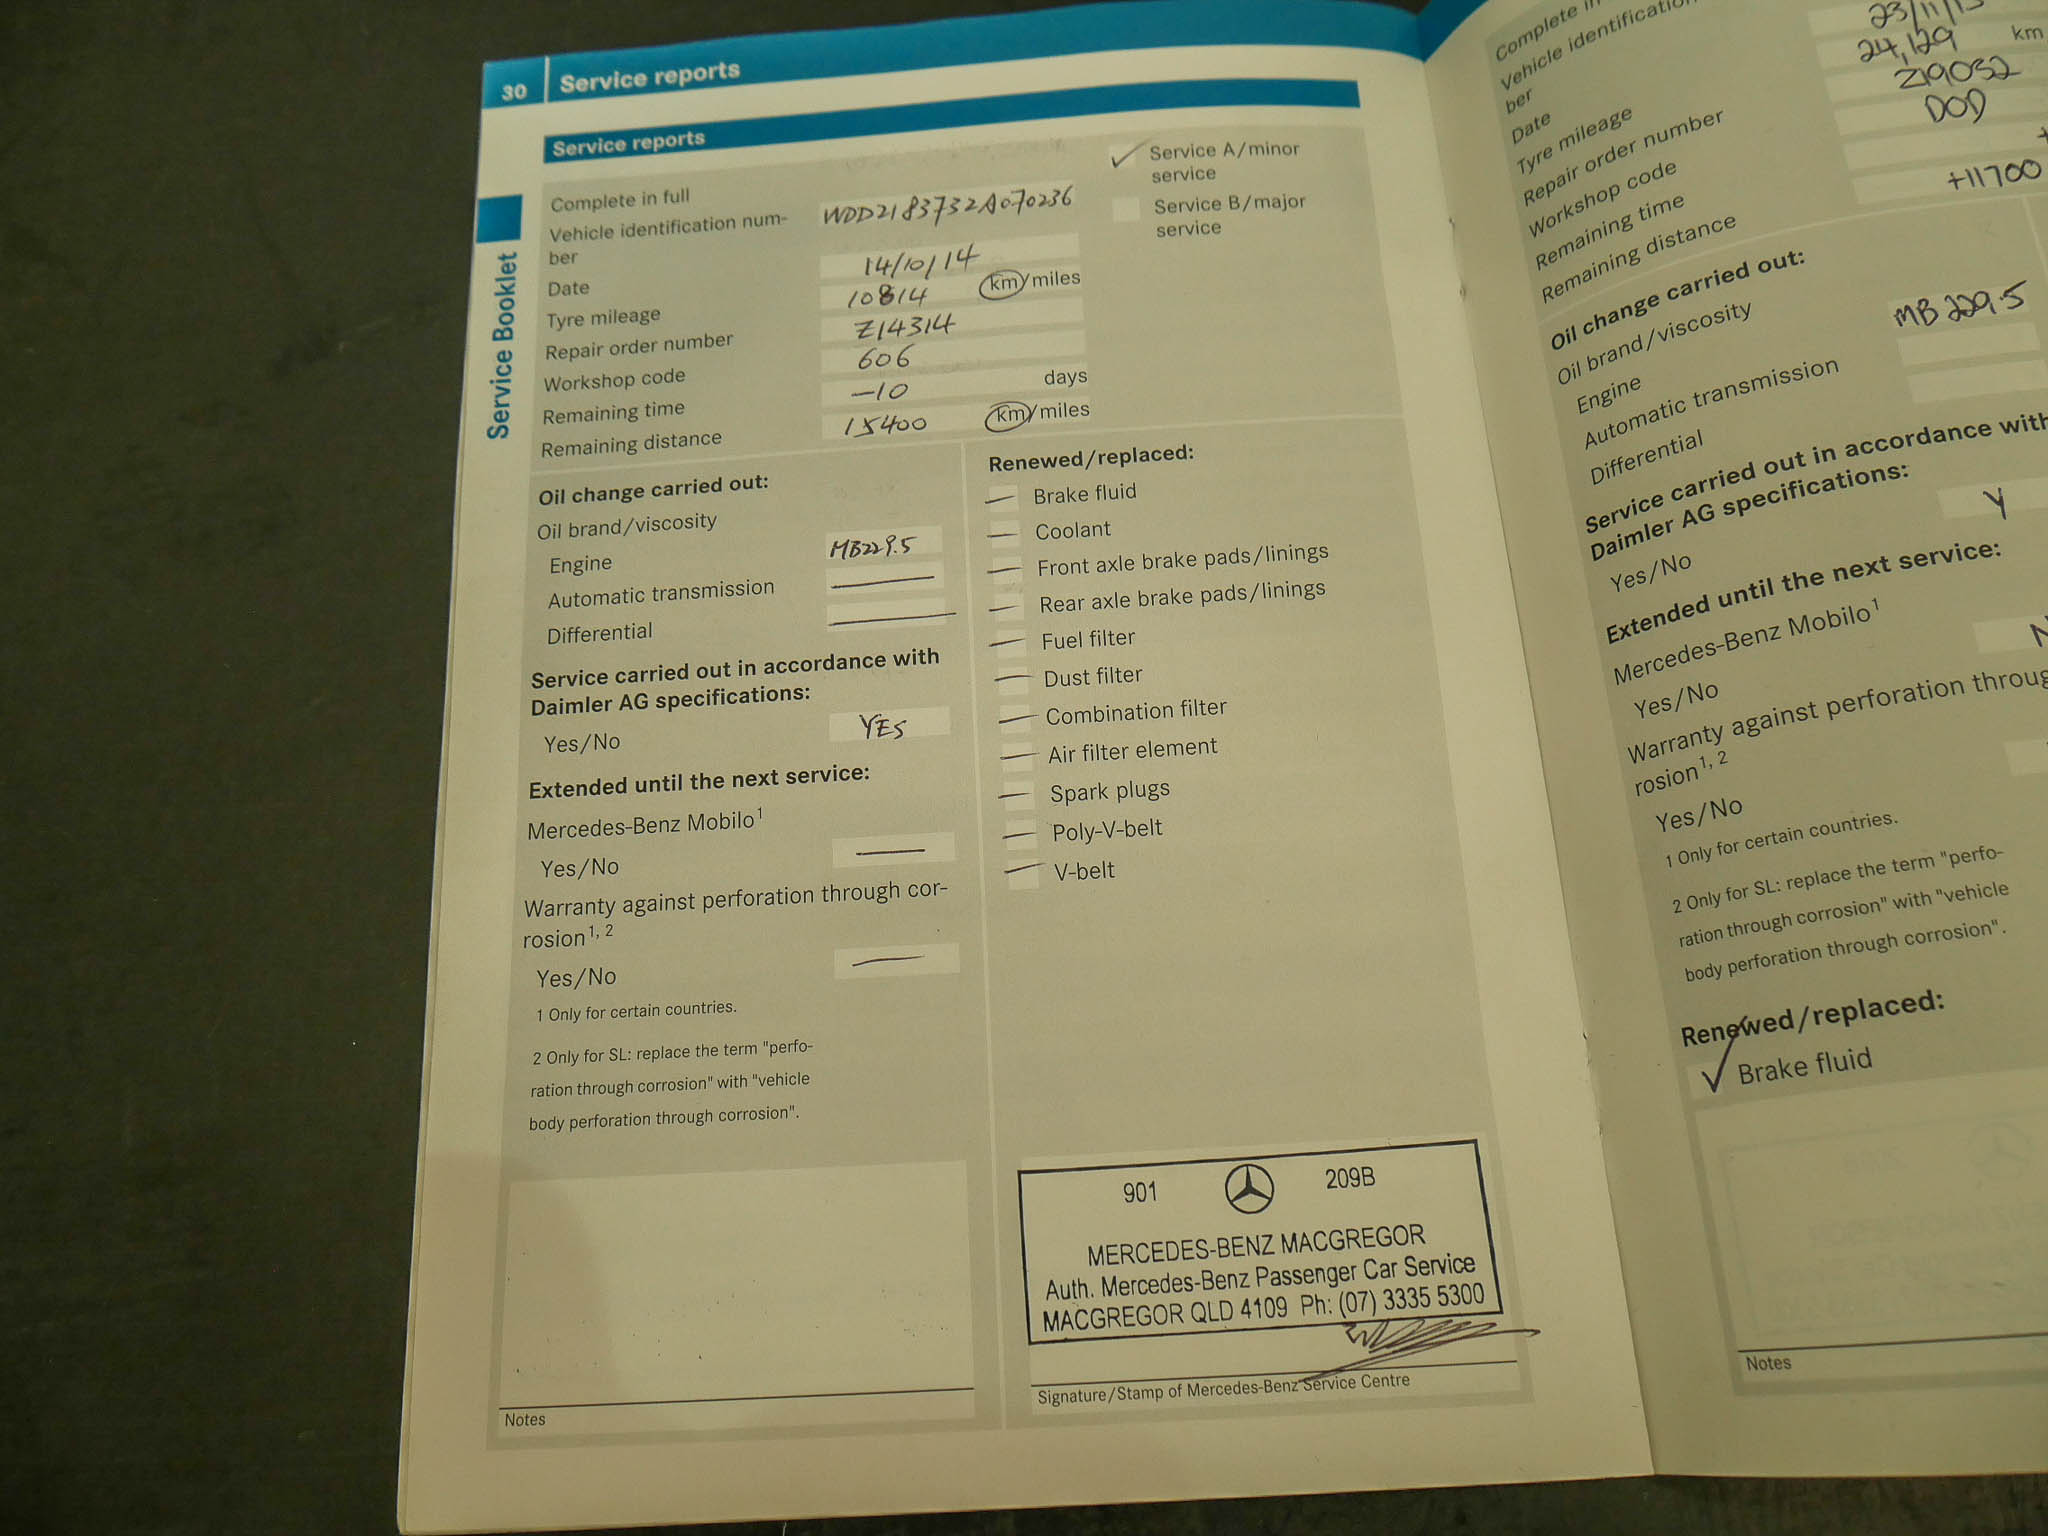 30 Service reports
Service reports
Complete in full
Vehicle identification num-
ber
WDD2183732A070236
Date 14/10/14
Tyre mileage 10814 km/miles
Repair order number Z14314
Workshop code 606
Remaining time -10 days
Remaining distance 15400 km/miles
✓ Service A/minor
service
Service B/major
service
Service Booklet
Oil change carried out:
Oil brand/viscosity
Engine MB229.5
Automatic transmission —
Differential —
Service carried out in accordance with
Daimler AG specifications:
Yes/No YES
Extended until the next service:
Mercedes-Benz Mobilo1
Yes/No —
Warranty against perforation through cor-
rosion1, 2
Yes/No —
1 Only for certain countries.
2 Only for SL: replace the term "perfo-
ration through corrosion" with "vehicle
body perforation through corrosion".
Notes
Renewed/replaced:
— Brake fluid
— Coolant
— Front axle brake pads/linings
— Rear axle brake pads/linings
— Fuel filter
— Dust filter
— Combination filter
— Air filter element
— Spark plugs
— Poly-V-belt
— V-belt
901 209B
MERCEDES-BENZ MACGREGOR
Auth. Mercedes-Benz Passenger Car Service
MACGREGOR QLD 4109 Ph: (07) 3335 5300
Signature/Stamp of Mercedes-Benz Service Centre
Complete in
Vehicle identification
ber
Date
Tyre mileage 24,129 km
Repair order number Z19032
Workshop code DOD
Remaining time
Remaining distance +11700
Oil change carried out:
Oil brand/viscosity
Engine MB 229.5
Automatic transmission
Differential
Service carried out in accordance with
Daimler AG specifications:
Yes/No Y
Extended until the next service:
Mercedes-Benz Mobilo1
Yes/No
Warranty against perforation throug
rosion1, 2
Yes/No
1 Only for certain countries.
2 Only for SL: replace the term "perfo-
ration through corrosion" with "vehicle
body perforation through corrosion".
Renewed/replaced:
✓ Brake fluid
Notes